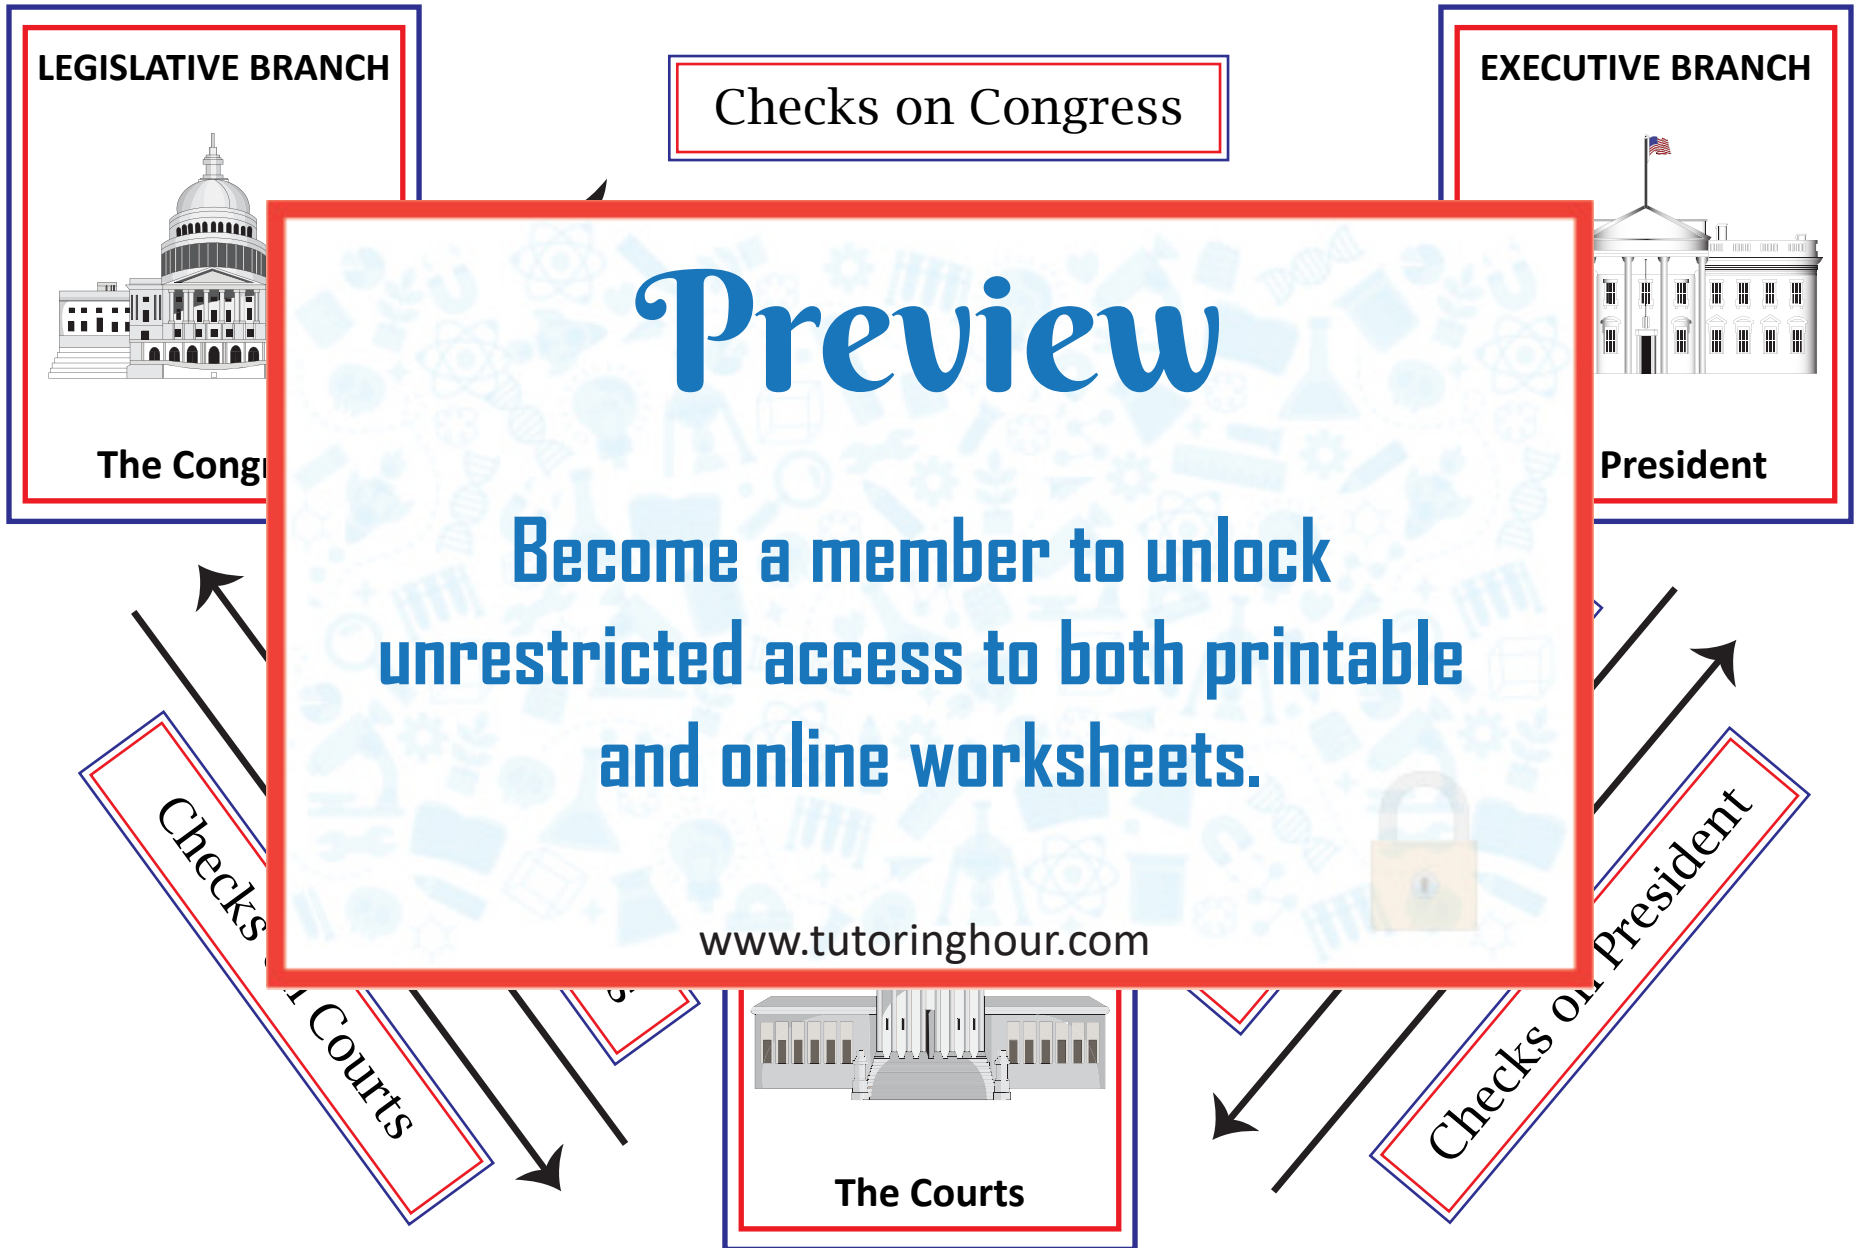 LEGISLATIVE BRANCH
Checks on Congress
EXECUTIVE BRANCH
Preview
The
President
Become a member to unlock
unrestricted access to both printable
and online worksheets.
www.tutoringhour.com
Checks
Courts
Checks on President
The Courts